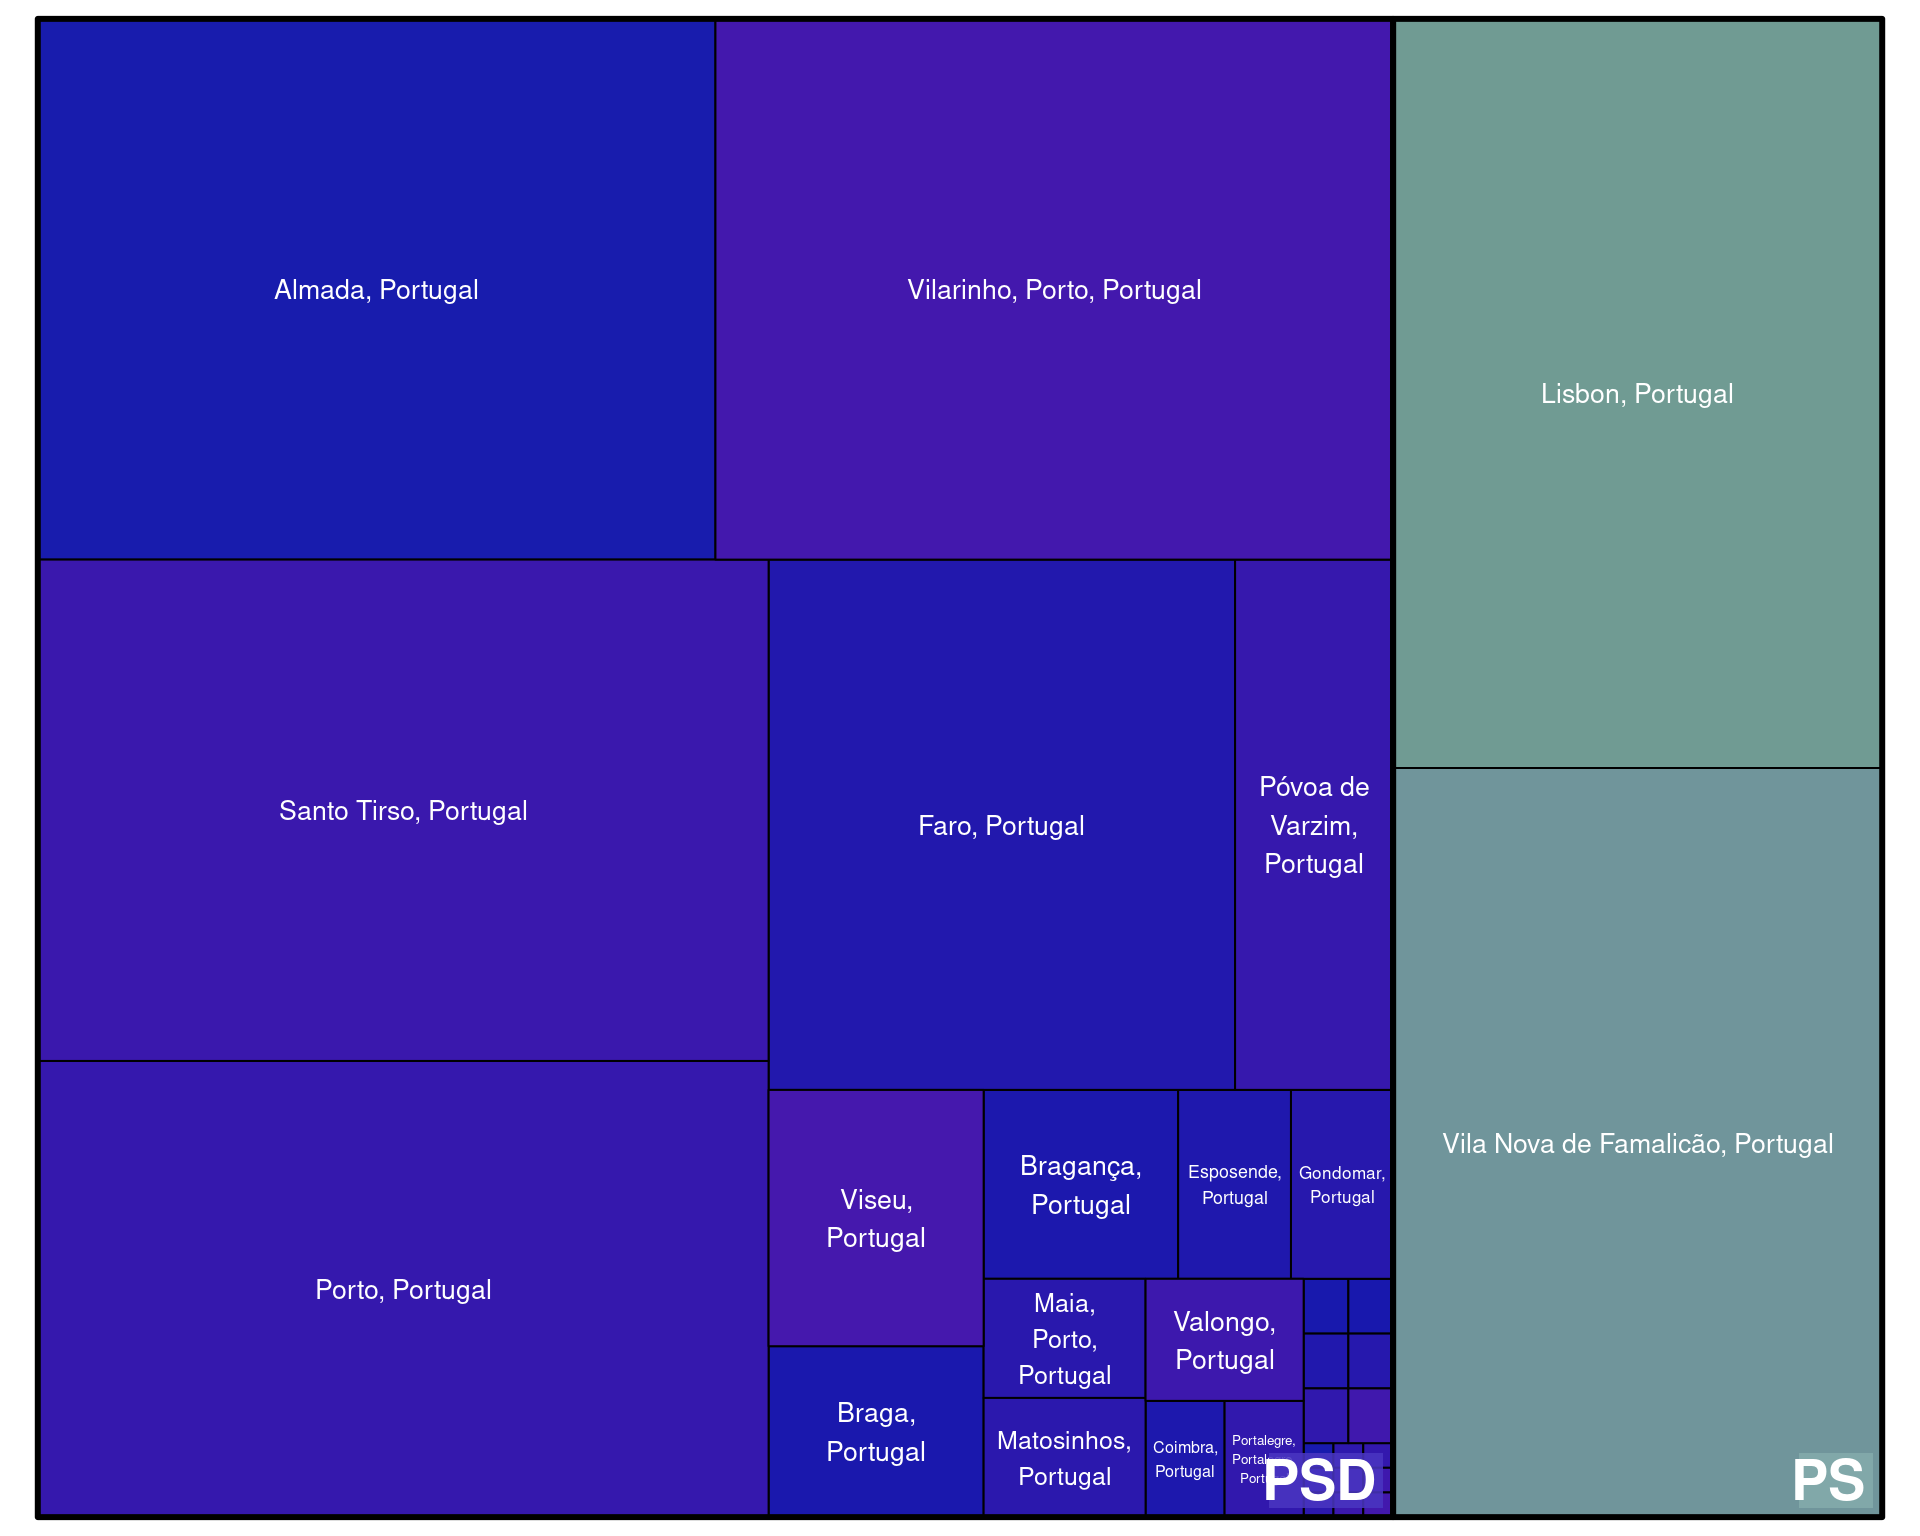 Almada, Portugal
Vilarinho, Porto, Portugal
Lisbon, Portugal
Santo Tirso, Portugal
Faro, Portugal
Póvoa de
Varzim,
Portugal
Porto, Portugal
Vila Nova de Famalicão, Portugal
Viseu,
Portugal
Bragança,
Portugal
Esposende,
Portugal
Gondomar,
Portugal
Maia,
Porto,
Portugal
Valongo,
Portugal
Braga,
Portugal
Matosinhos,
Portugal
Coimbra,
Portugal
Portalegre,
PSD
PS